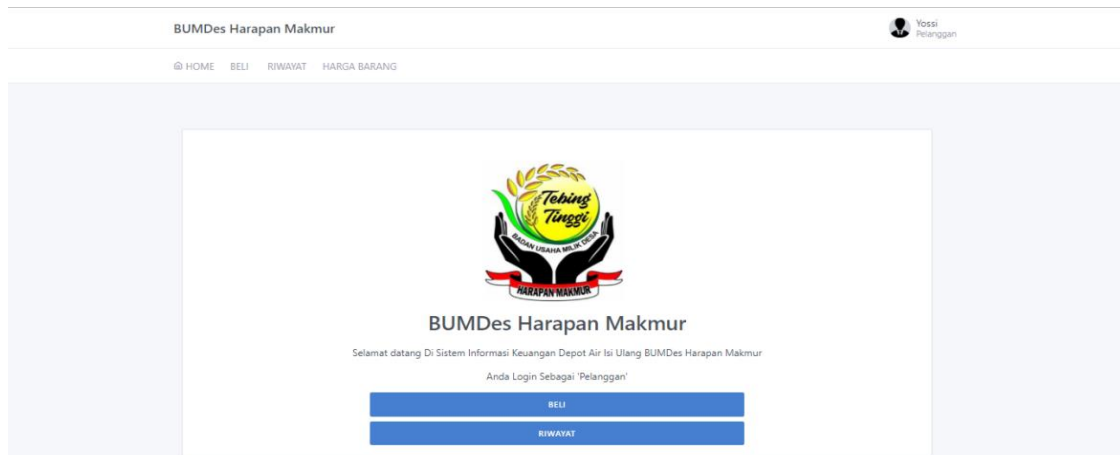 BUMDes Harapan Makmur
Yossi
Pelanggan
HOME BELI RIWAYAT HARGA BARANG
Tebing
Tinggi
BADAN USAHA MILIK DESA
HARAPAN MAKMUR
BUMDes Harapan Makmur
Selamat datang Di Sistem Informasi Keuangan Depot Air Isi Ulang BUMDes Harapan Makmur
Anda Login Sebagai 'Pelanggan'
BELI
RIWAYAT